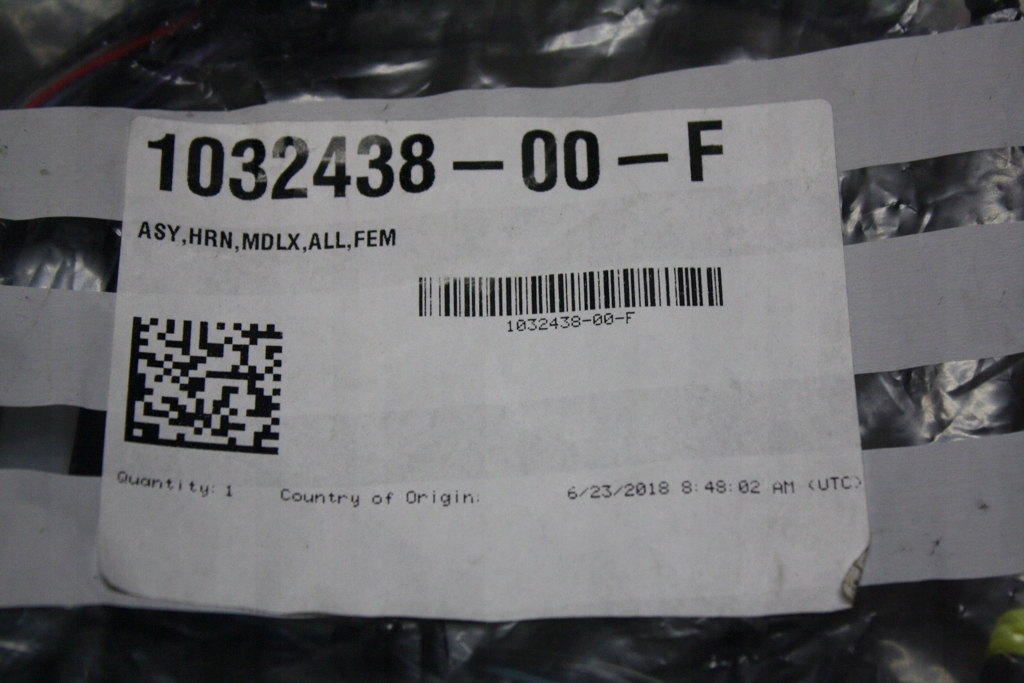 1032438-00-F
ASY,HRN,MDLX,ALL,FEM
1032438-00-F
Quantity: 1 Country of Origin: 6/23/2018 8:48:02 AM (UTC)